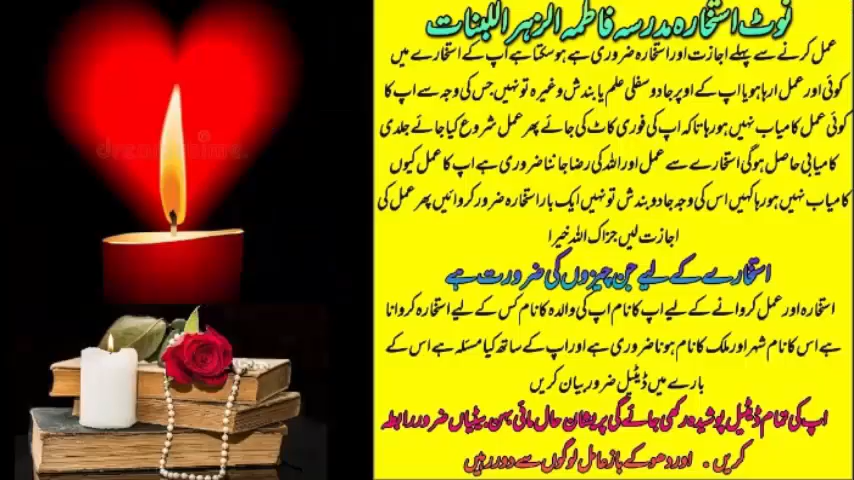 نوٹ استخارہ مدرسہ فاطمہ الزہرا للبنات
عمل کرنے سے پہلے اجازت اور استخارہ ضروری ہے ہو سکتا ہے اپ کے استخارے میں
کوئی اور عمل ارہا ہو یا اپ کے اوپر جادو سفلی علم یا بندش وغیرہ تو نہیں جس کی وجہ سے اپ کا
کوئی عمل کامیاب نہیں ہو رہا تاکہ اپ کی فوری کاٹ کی جائے پھر عمل شروع کیا جائے جلدی
کامیابی حاصل ہوگی استخارے سے عمل اور اللہ کی رضا جاننا ضروری ہے اپ کا عمل کیوں
کامیاب نہیں ہو رہا کہیں اس کی وجہ جادو بندش تو نہیں ایک بار استخارہ ضرور کروائیں پھر عمل کی
اجازت لیں جزاک اللہ خیرا
استخارے کے لیے جن چیزوں کی ضرورت ہے
استخارہ اور عمل کروانے کے لیے اپ کا نام اپ کی والدہ کا نام کس کے لیے استخارہ کروانا
ہے اس کا نام شہر اور ملک کا نام ہونا ضروری ہے اور اپ کے ساتھ کیا مسئلہ ہے اس کے
بارے میں ڈیٹیل ضرور بیان کریں
اپ کی تمام ڈیٹیل پوشیدہ رکھی جائے گی پریشان حال مائی بہن بیٹیاں ضرور رابطہ
کریں . اور دھوکے باز عامل لوگوں سے دور رہیں